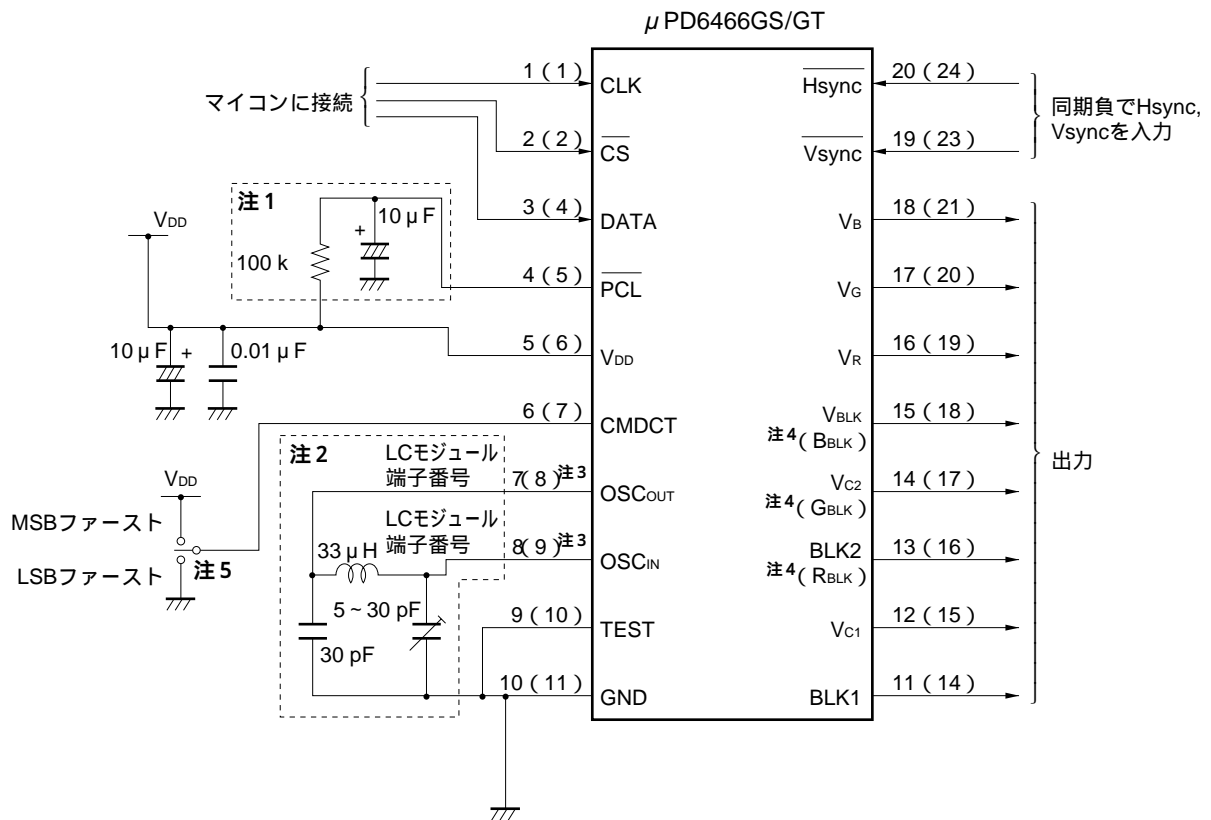 μPD6466GS/GT
マイコンに接続
1 (1)
CLK
2 (2)
CS
3 (4)
DATA
注1
10 μF
+
100 k
4 (5)
PCL
VDD
10 μF
+
0.01 μF
5 (6)
VDD
6 (7)
CMDCT
VDD
MSBファースト
LSBファースト
注5
注2
LCモジュール
端子番号
7(8)注3
OSCOUT
LCモジュール
端子番号
8(9)注3
OSCIN
33 μH
5~30 pF
30 pF
9 (10)
TEST
10 (11)
GND
Hsync
20 (24)
Vsync
19 (23)
同期負でHsync,
Vsyncを入力
VB
18 (21)
VG
17 (20)
VR
16 (19)
VBLK
注4(BBLK)
15 (18)
VC2
注4(GBLK)
14 (17)
BLK2
注4(RBLK)
13 (16)
VC1
12 (15)
BLK1
11 (14)
出力